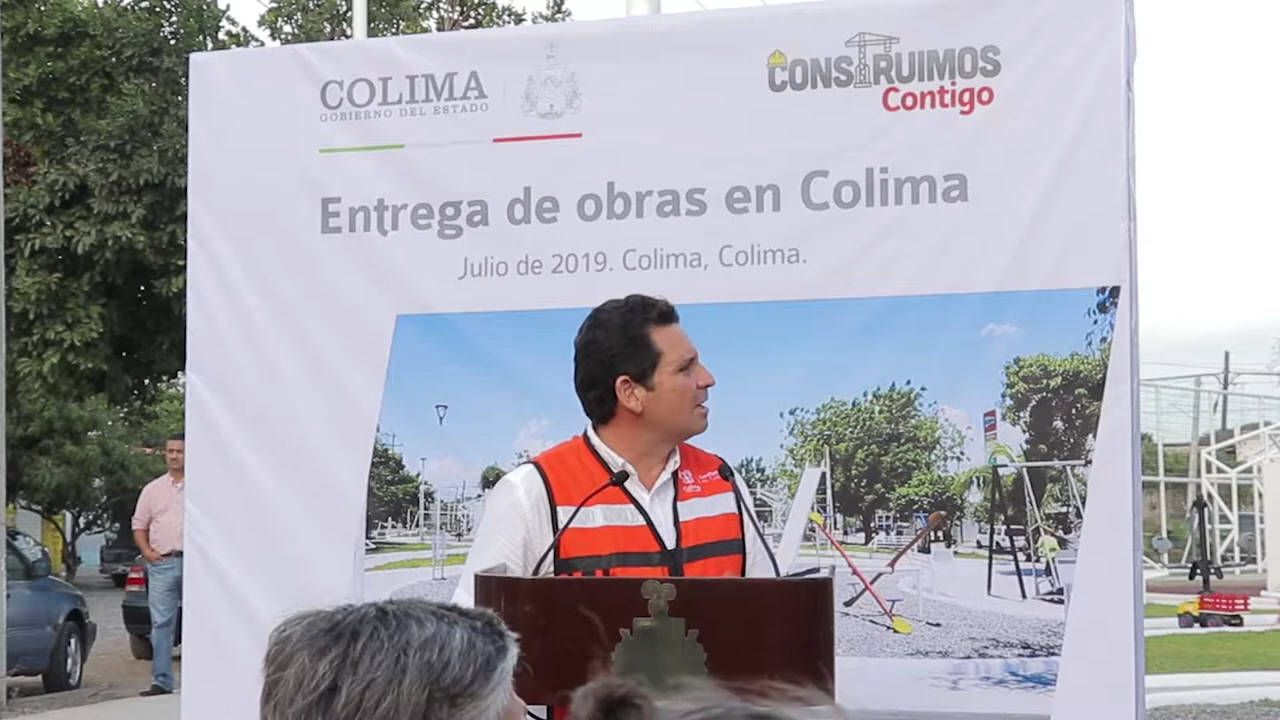 COLIMA
GOBIERNO DEL ESTADO
CONSTRUIMOS
Contigo
Entrega de obras en Colima
Julio de 2019. Colima, Colima.